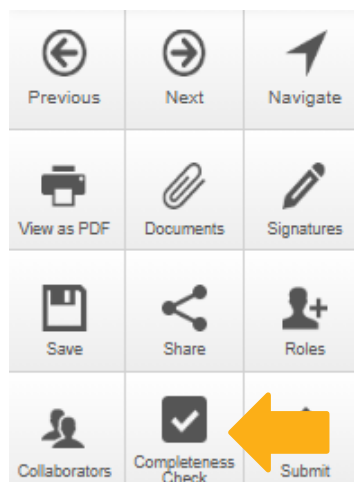 Previous Next Navigate
View as PDF Documents Signatures
Save Share Roles
Collaborators Completeness Check Submit